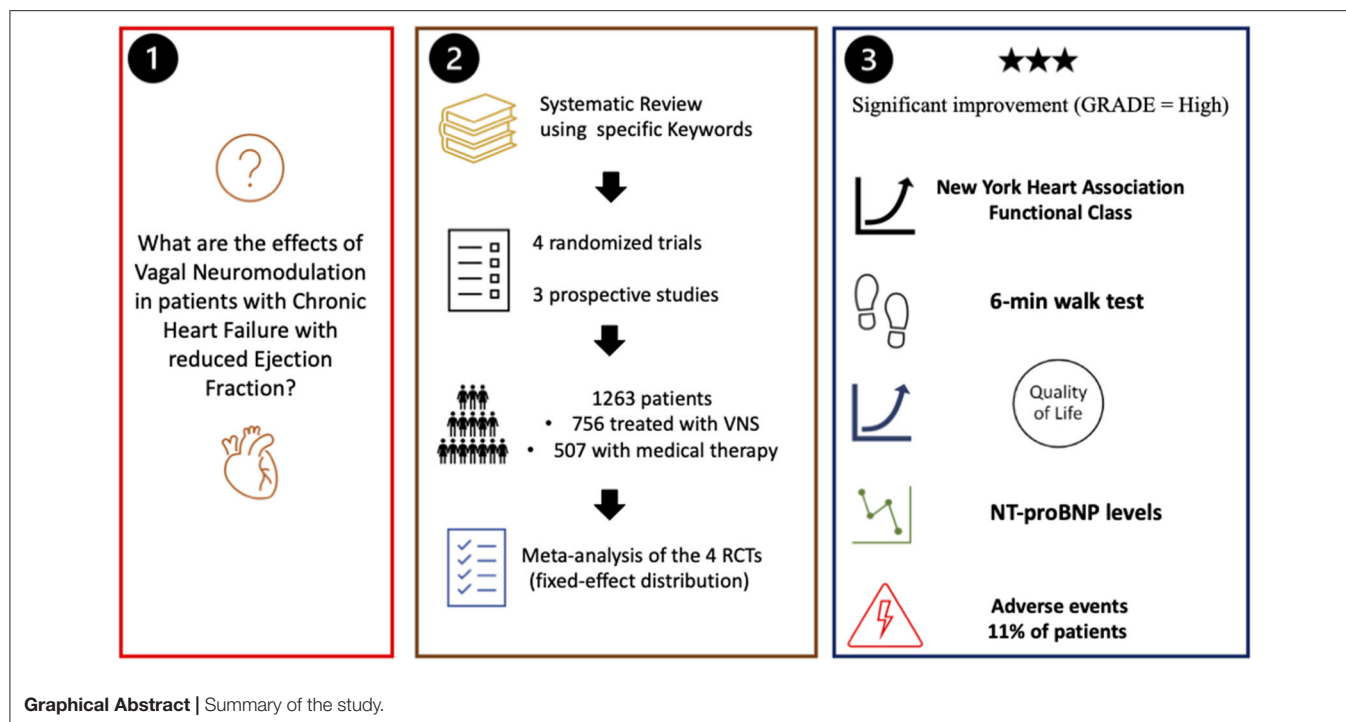 1
What are the effects of
Vagal Neuromodulation
in patients with Chronic
Heart Failure with
reduced Ejection
Fraction?
2
Systematic Review
using specific Keywords
4 randomized trials
3 prospective studies
1263 patients
• 756 treated with VNS
• 507 with medical therapy
Meta-analysis of the 4 RCTs
(fixed-effect distribution)
3
★★★
Significant improvement (GRADE = High)
New York Heart Association
Functional Class
6-min walk test
Quality
of Life
NT-proBNP levels
Adverse events
11% of patients
Graphical Abstract | Summary of the study.